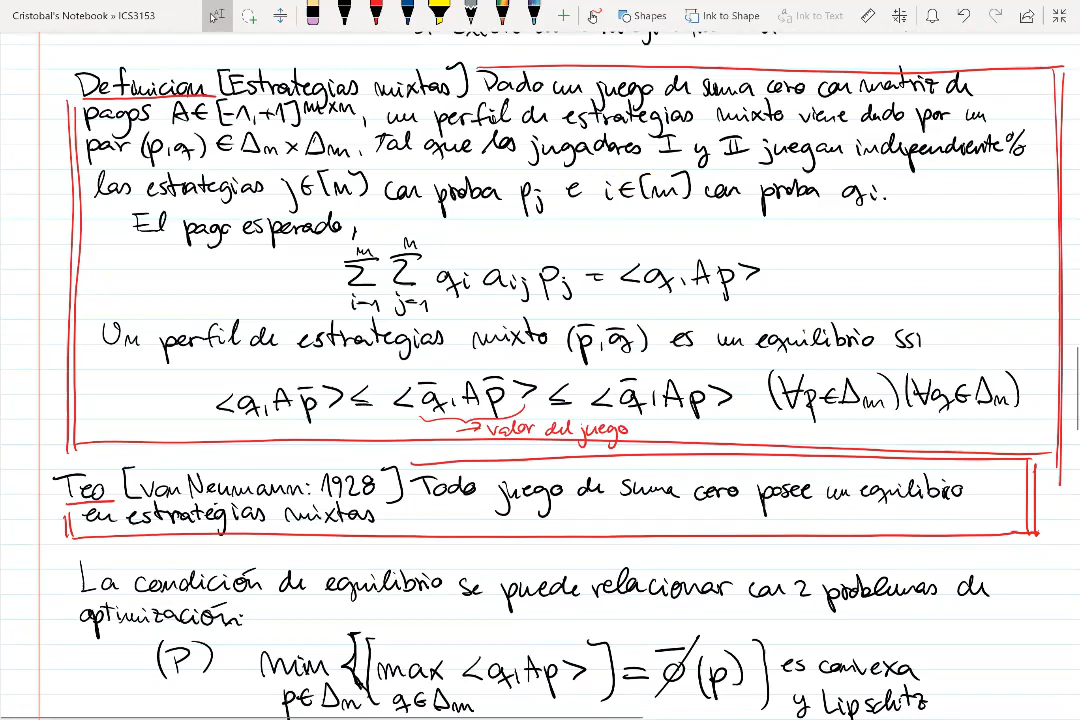 Cristobal's Notebook » ICS3153
Shapes
Ink to Shape
Ink to Text
Definicion [Estrategias mixtas] Dado un juego de suma cero con matriz de
pagos A∈[-1,+1]^{m×n}, un perfil de estrategias mixto viene dado por un
par (p,q) ∈ Δn × Δm, Tal que los jugadores I y II juegan independiente%
las estrategias j∈[n] con proba pj e i∈[m] con proba qi.
El pago esperado,
∑_{i=1}^{m} ∑_{j=1}^{n} qi aij pj = <q,Ap>
Un perfil de estrategias mixto (p̄,q̄) es un equilibrio ssi
<q,Ap̄> ≤ <q̄,Ap̄> ≤ <q̄,Ap> (∀p∈Δn)(∀q∈Δm)
→ valor del juego
Teo [Von Neumann: 1928] Todo juego de suma cero posee un equilibrio
en estrategias mixtas
La condición de equilibrio se puede relacionar con 2 problemas de
optimización:
(P) min_{p∈Δn} {[max_{q∈Δm} <q,Ap>] = φ̄(p)] es convexa
y Lipschitz